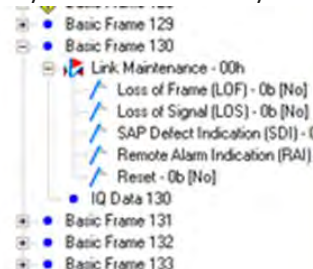 Basic Frame 129
Basic Frame 130
Link Maintenance - 00h
Loss of Frame (LOF) - 0b [No]
Loss of Signal (LOS) - 0b [No]
SAP Defect Indication (SDI) - 0
Remote Alarm Indication (RAI)
Reset - 0b [No]
IQ Data 130
Basic Frame 131
Basic Frame 132
Basic Frame 133